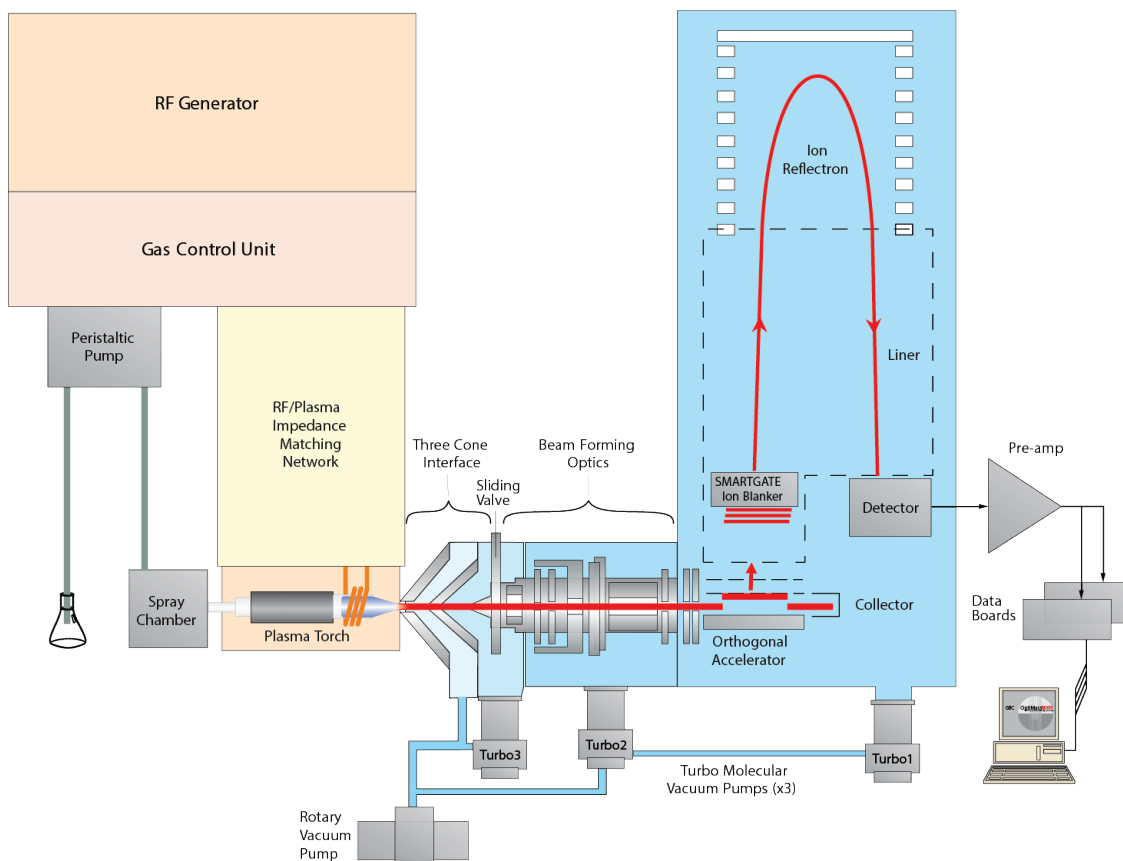 RF Generator
Gas Control Unit
Peristaltic
Pump
RF/Plasma
Impedance
Matching
Network
Spray
Chamber
Plasma Torch
Three Cone
Interface
Sliding
Valve
Beam Forming
Optics
Ion
Reflectron
Liner
SMARTGATE
Ion Blanker
Detector
Pre-amp
Collector
Orthogonal
Accelerator
Data
Boards
GBC
OptiMass9500
Turbo3
Turbo2
Turbo1
Turbo Molecular
Vacuum Pumps (x3)
Rotary
Vacuum
Pump